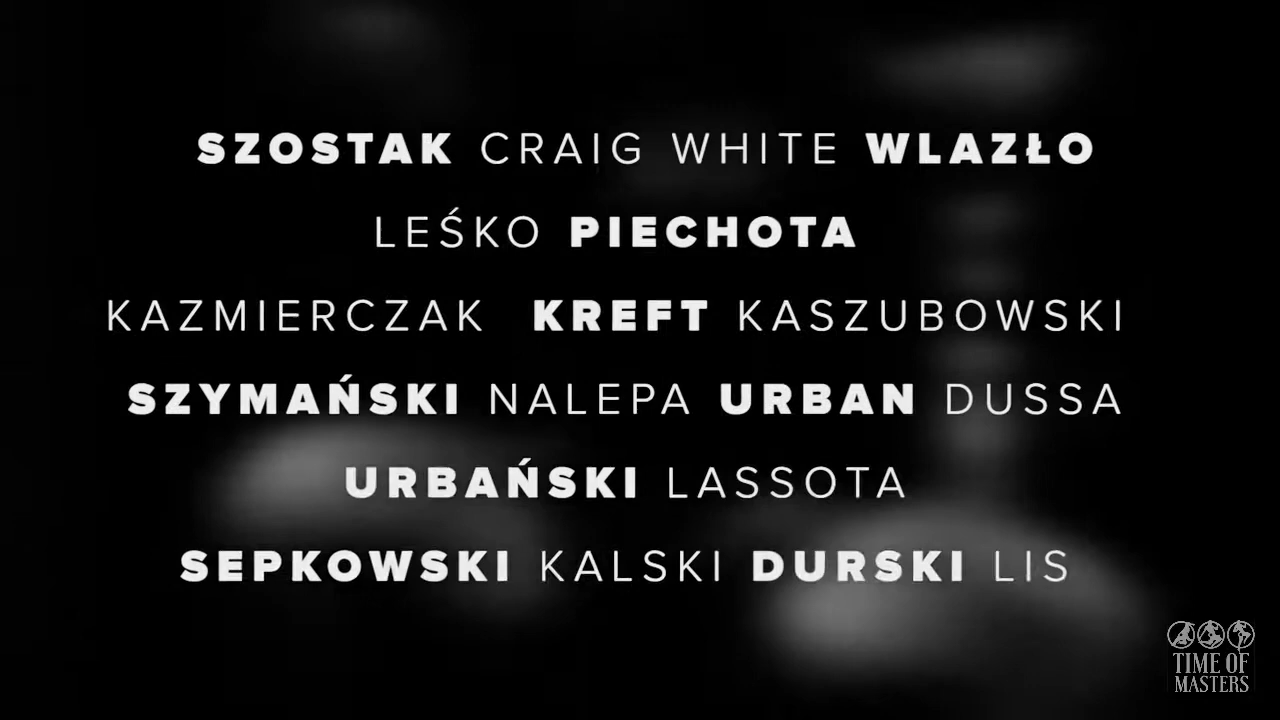 SZOSTAK CRAIG WHITE WLAZŁO
LEŚKO PIECHOTA
KAZMIERCZAK KREFT KASZUBOWSKI
SZYMAŃSKI NALEPA URBAN DUSSA
URBAŃSKI LASSOTA
SEPKOWSKI KALSKI DURSKI LIS
TIME OF
MASTERS